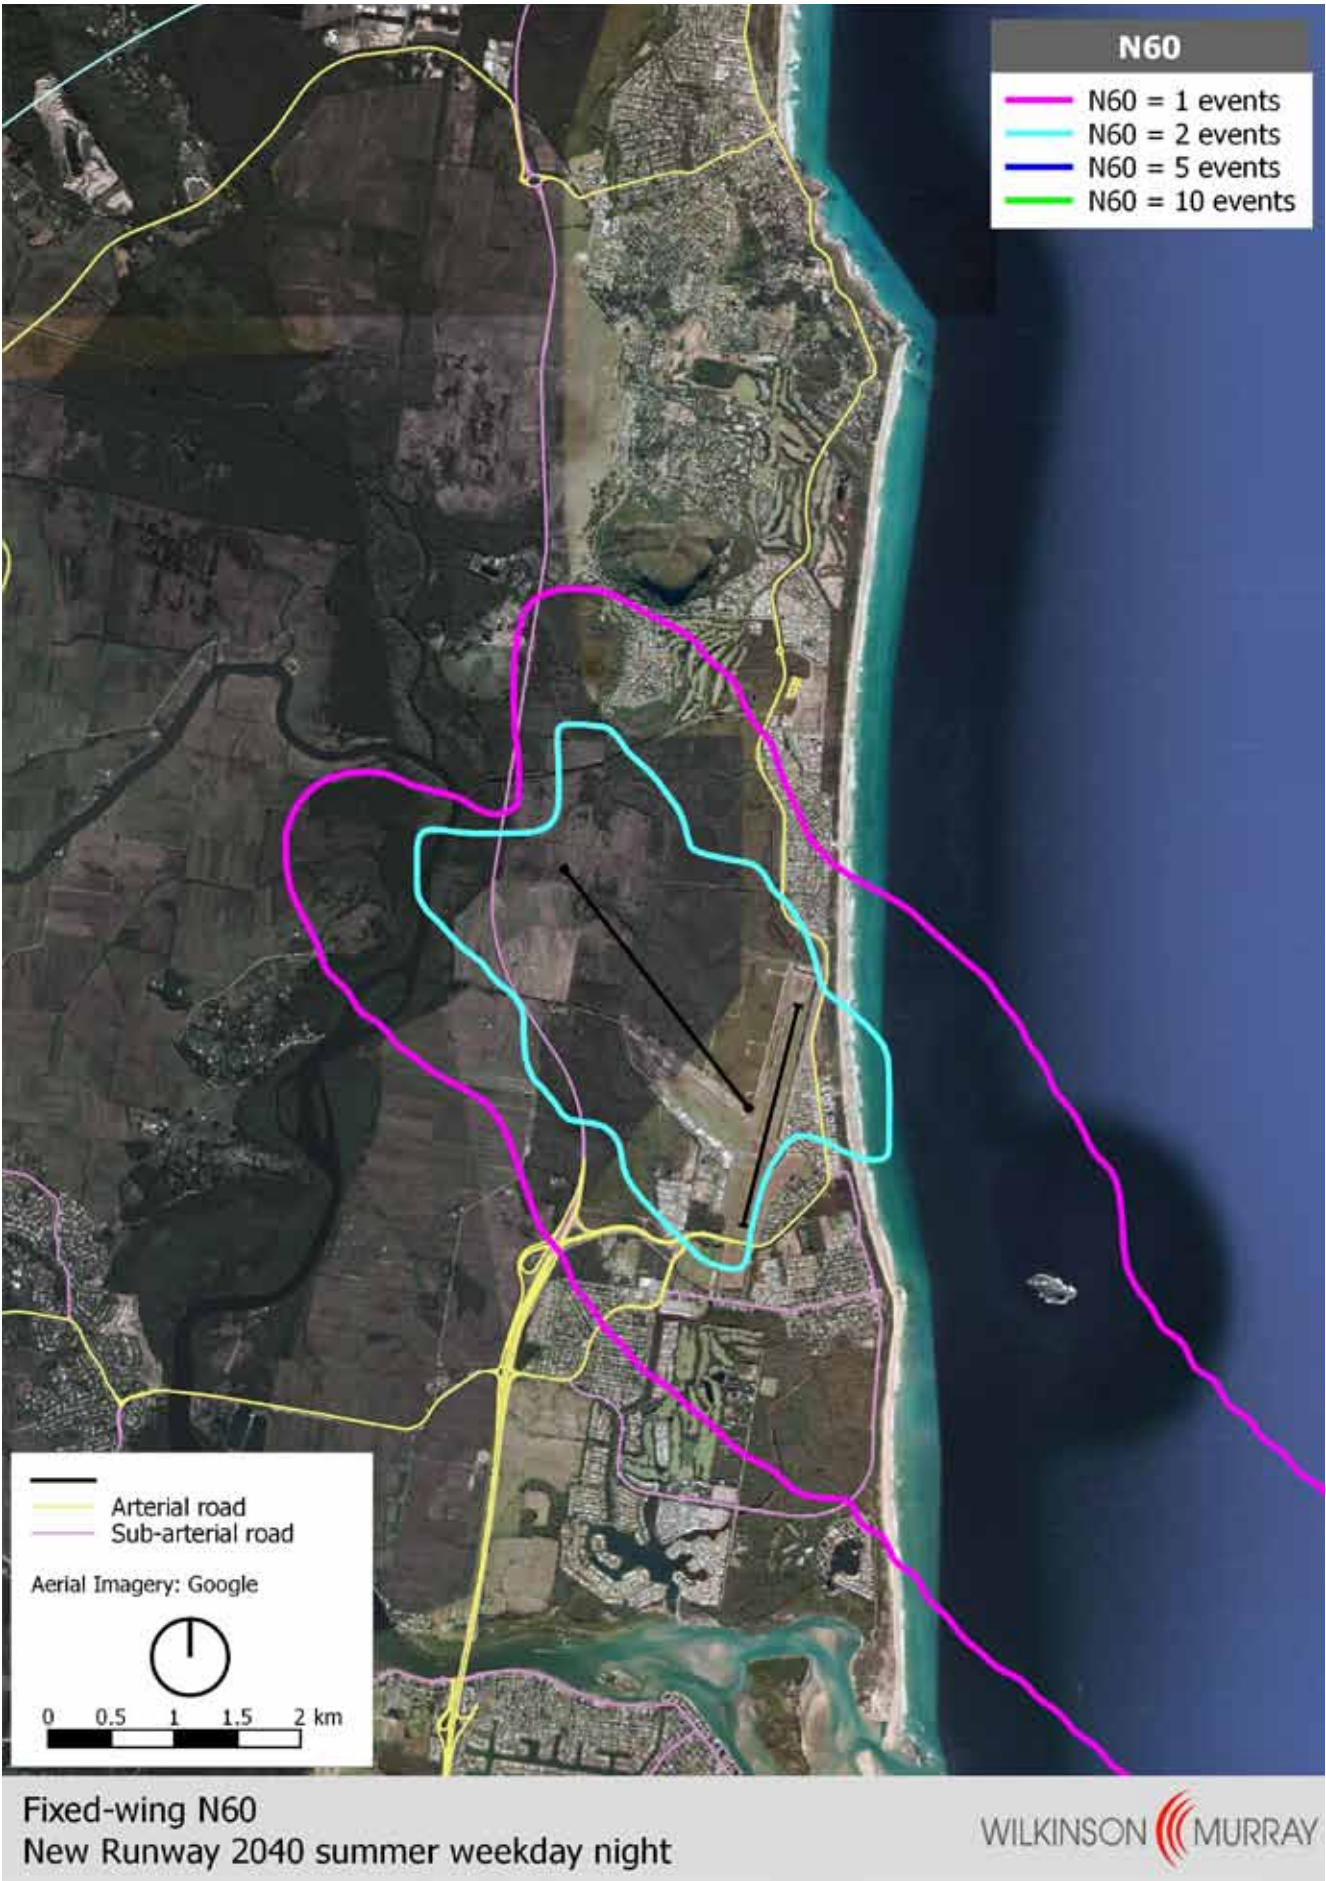 N60
N60 = 1 events
N60 = 2 events
N60 = 5 events
N60 = 10 events
Arterial road
Sub-arterial road
Aerial Imagery: Google
0 0.5 1 1.5 2 km
Fixed-wing N60
New Runway 2040 summer weekday night
WILKINSON MURRAY